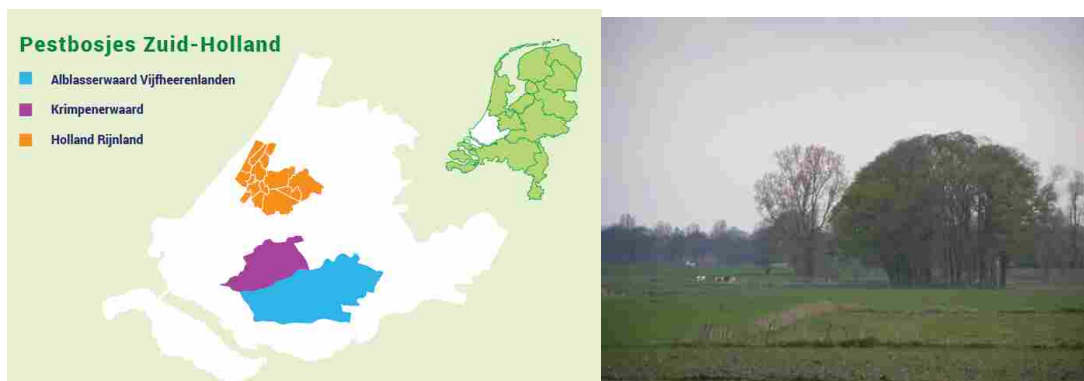 Pestbosjes Zuid-Holland
Alblasserwaard Vijfheerenlanden
Krimpenerwaard
Holland Rijnland